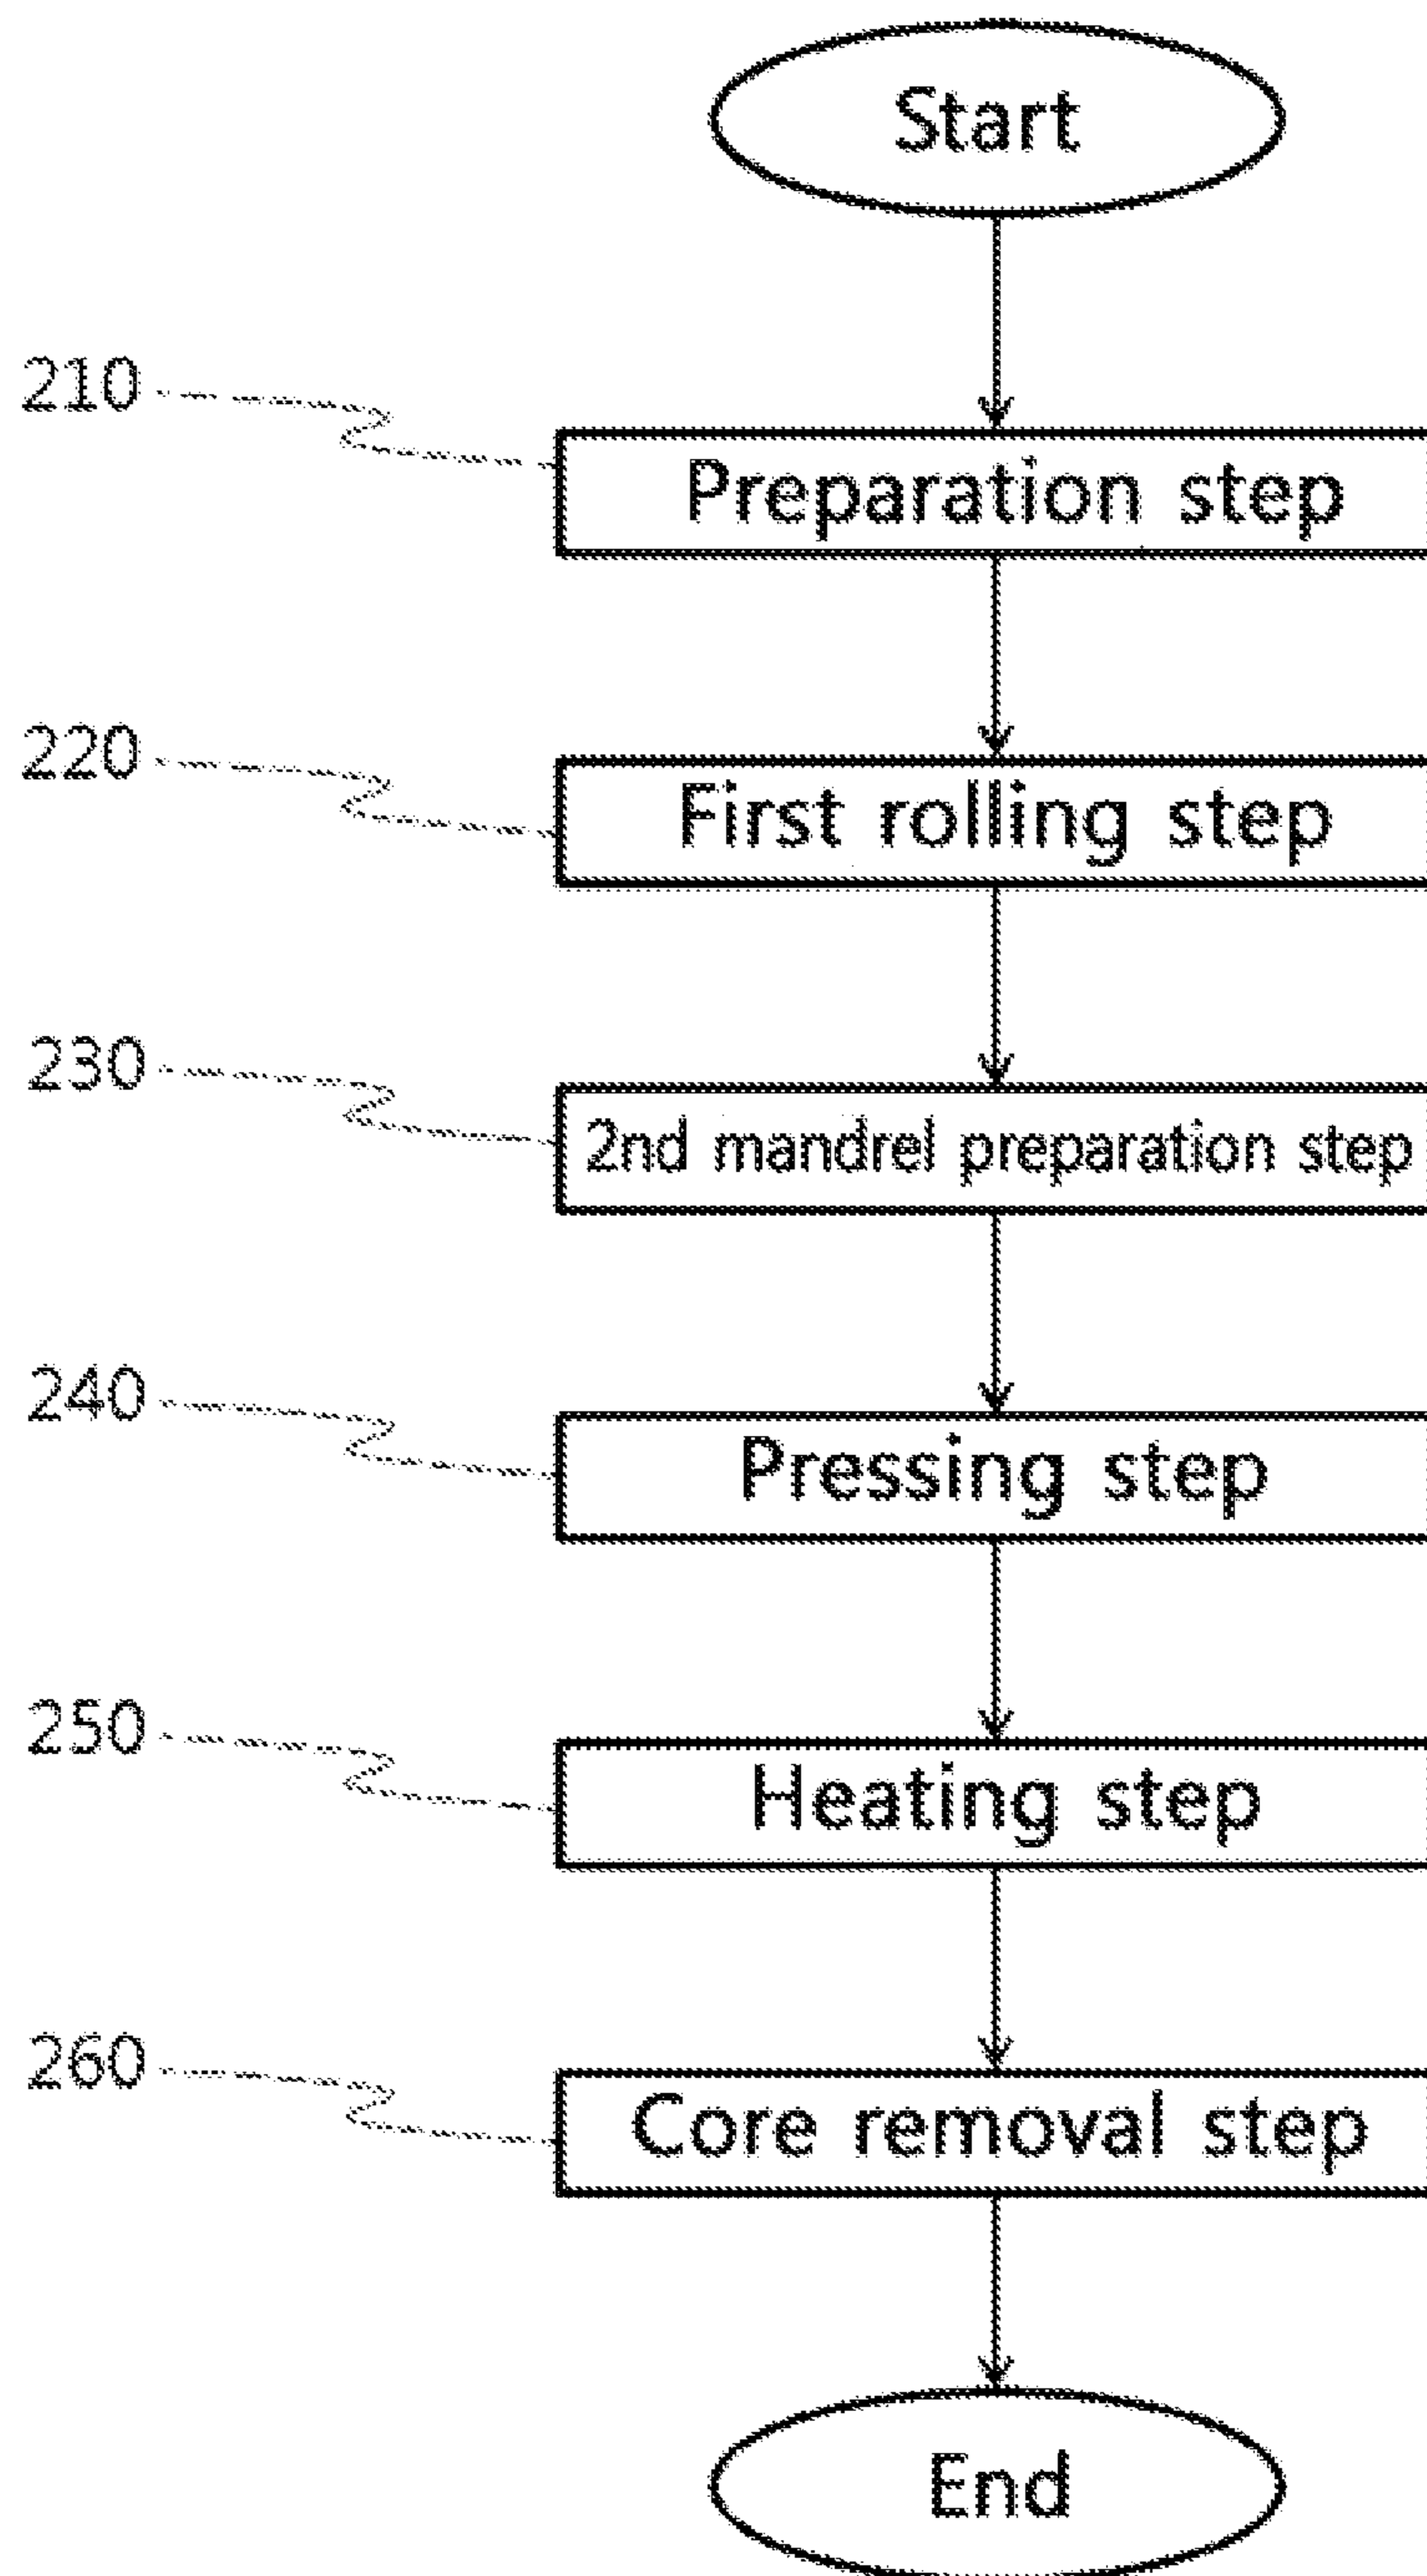 Start
210
Preparation step
220
First rolling step
230
2nd mandrel preparation step
240
Pressing step
250
Heating step
260
Core removal step
End